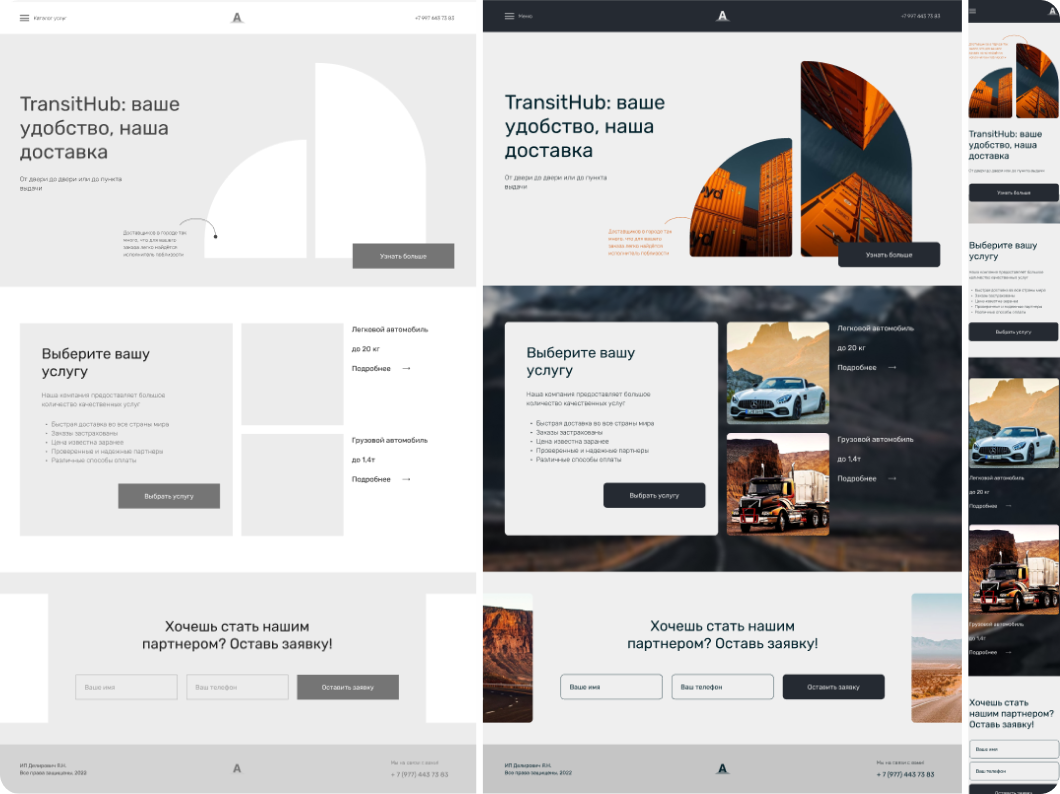 Каталог услуг
A
+7 997 443 73 83
TransitHub: ваше
удобство, наша
доставка
От двери до двери или до пункта
выдачи
Доставщиков в городе так
много, что для вашего
заказа легко найдётся
исполнитель поблизости
Узнать больше
Выберите вашу
услугу
Наша компания предоставляет большое
количество качественных услуг
• Быстрая доставка во все страны мира
• Заказы застрахованы
• Цена известна заранее
• Проверенные и надежные партнеры
• Различные способы оплаты
Выбрать услугу
Легковой автомобиль
до 20 кг
Подробнее →
Грузовой автомобиль
до 1,4т
Подробнее →
Хочешь стать нашим
партнером? Оставь заявку!
Ваше имя
Ваш телефон
Оставить заявку
Все права защищены, 2022
A
Мы на связи с вами!
+ 7 (977) 443 73 83
Меню
A
+7 997 443 73 83
TransitHub: ваше
удобство, наша
доставка
От двери до двери или до пункта
выдачи
Доставщиков в городе так
много, что для вашего
заказа легко найдётся
исполнитель поблизости
Узнать больше
Выберите вашу
услугу
Наша компания предоставляет большое
количество качественных услуг
• Быстрая доставка во все страны мира
• Заказы застрахованы
• Цена известна заранее
• Проверенные и надежные партнеры
• Различные способы оплаты
Выбрать услугу
Легковой автомобиль
до 20 кг
Подробнее →
Грузовой автомобиль
до 1,4т
Подробнее →
Хочешь стать нашим
партнером? Оставь заявку!
Ваше имя
Ваш телефон
Оставить заявку
Все права защищены, 2022
A
Мы на связи с вами!
+ 7 (977) 443 73 83
A
TransitHub: ваше
удобство, наша
доставка
От двери до двери или до пункта выдачи
Узнать больше
Выберите вашу
услугу
Наша компания предоставляет большое
количество качественных услуг
• Быстрая доставка во все страны мира
• Заказы застрахованы
• Цена известна заранее
• Проверенные и надежные партнеры
• Различные способы оплаты
Выбрать услугу
Легковой автомобиль
до 20 кг
Подробнее →
Грузовой автомобиль
до 1,4т
Подробнее →
Хочешь стать
нашим партнером?
Оставь заявку!
Ваше имя
Ваш телефон
Оставить заявку